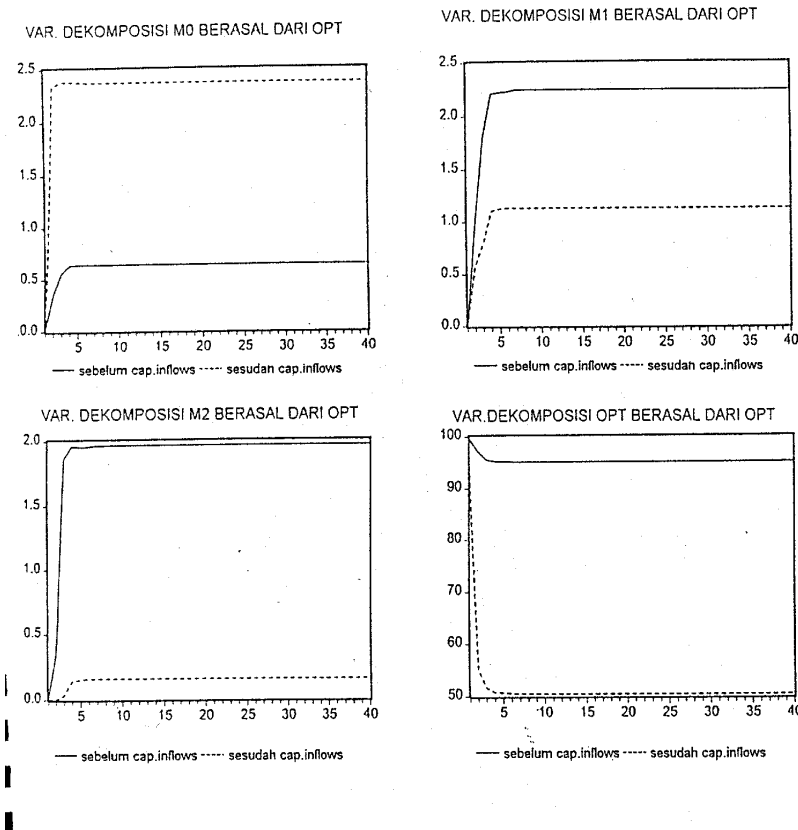 VAR. DEKOMPOSISI M0 BERASAL DARI OPT
2.5
2.0
1.5
1.0
0.5
0.0
5 10 15 20 25 30 35 40
sebelum cap.inflows sesudah cap.inflows
VAR. DEKOMPOSISI M1 BERASAL DARI OPT
2.5
2.0
1.5
1.0
0.5
0.0
5 10 15 20 25 30 35 40
sebelum cap.inflows sesudah cap.inflows
VAR. DEKOMPOSISI M2 BERASAL DARI OPT
2.0
1.5
1.0
0.5
0.0
5 10 15 20 25 30 35 40
sebelum cap.inflows sesudah cap.inflows
VAR.DEKOMPOSISI OPT BERASAL DARI OPT
100
90
80
70
60
50
5 10 15 20 25 30 35 40
sebelum cap.inflows sesudah cap.inflows